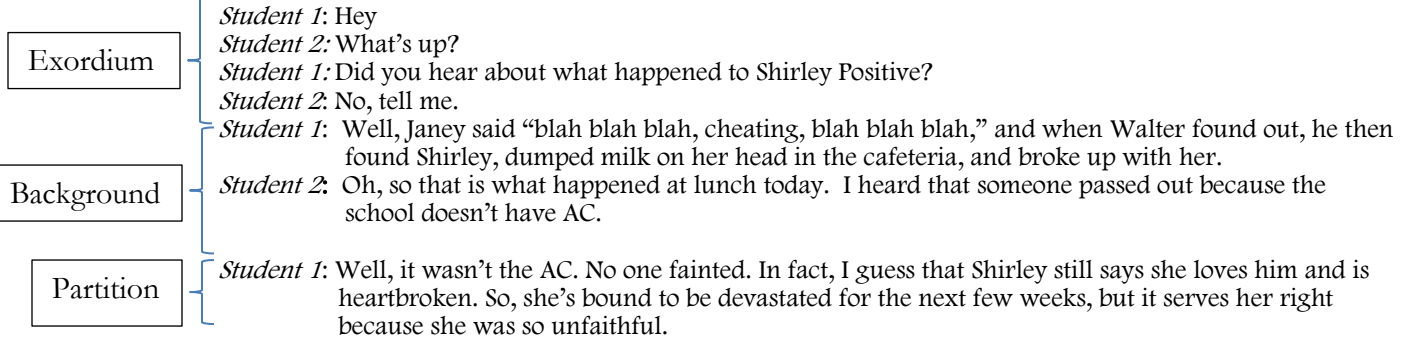 Student 1: Hey
Student 2: What's up?
Exordium
Student 1: Did you hear about what happened to Shirley Positive?
Student 2: No, tell me.
Student 1: Well, Janey said “blah blah blah, cheating, blah blah blah,” and when Walter found out, he then
found Shirley, dumped milk on her head in the cafeteria, and broke up with her.
Background
Student 2: Oh, so that is what happened at lunch today. I heard that someone passed out because the
school doesn't have AC.
Partition
Student 1: Well, it wasn't the AC. No one fainted. In fact, I guess that Shirley still says she loves him and is
heartbroken. So, she's bound to be devastated for the next few weeks, but it serves her right
because she was so unfaithful.